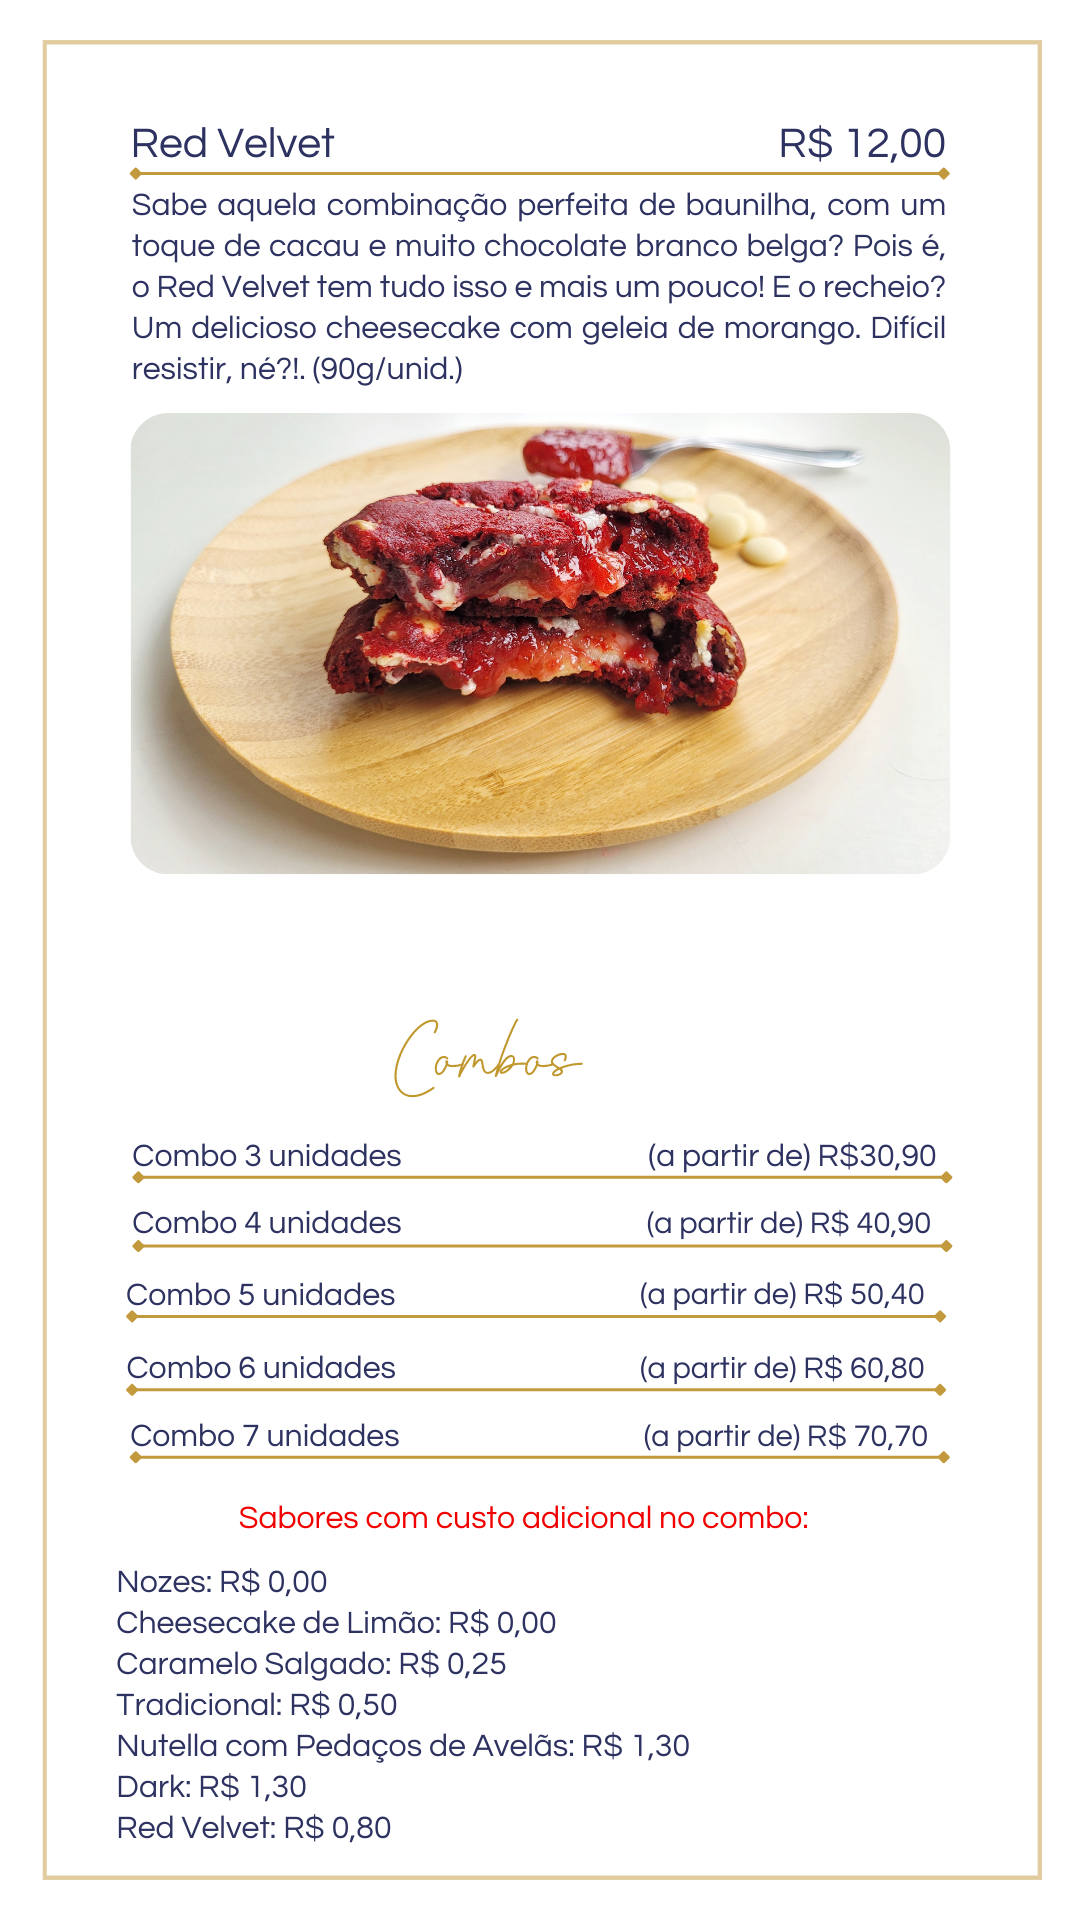 Red Velvet R$ 12,00
Sabe aquela combinação perfeita de baunilha, com um
toque de cacau e muito chocolate branco belga? Pois é,
o Red Velvet tem tudo isso e mais um pouco! E o recheio?
Um delicioso cheesecake com geleia de morango. Difícil
resistir, né?!. (90g/unid.)
Combos
Combo 3 unidades (a partir de) R$30,90
Combo 4 unidades (a partir de) R$ 40,90
Combo 5 unidades (a partir de) R$ 50,40
Combo 6 unidades (a partir de) R$ 60,80
Combo 7 unidades (a partir de) R$ 70,70
Sabores com custo adicional no combo:
Nozes: R$ 0,00
Cheesecake de Limão: R$ 0,00
Caramelo Salgado: R$ 0,25
Tradicional: R$ 0,50
Nutella com Pedaços de Avelãs: R$ 1,30
Dark: R$ 1,30
Red Velvet: R$ 0,80